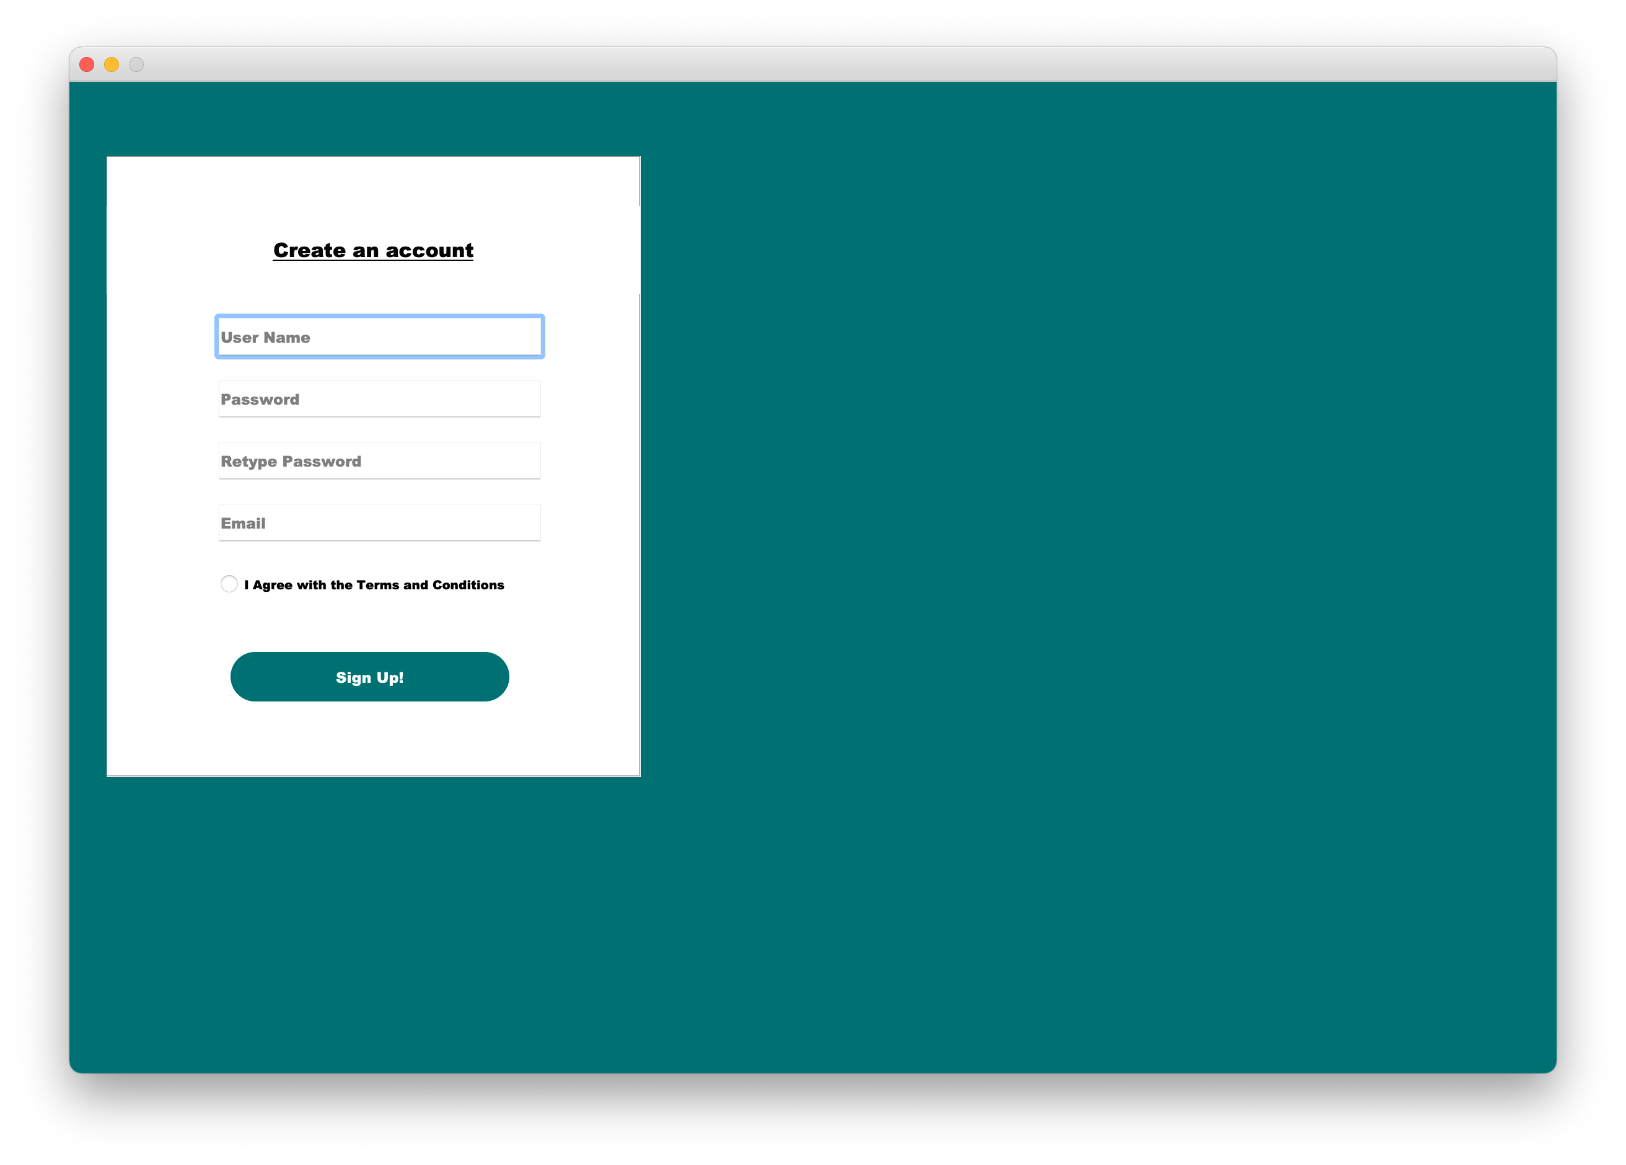 Create an account
User Name
Password
Retype Password
Email
I Agree with the Terms and Conditions
Sign Up!